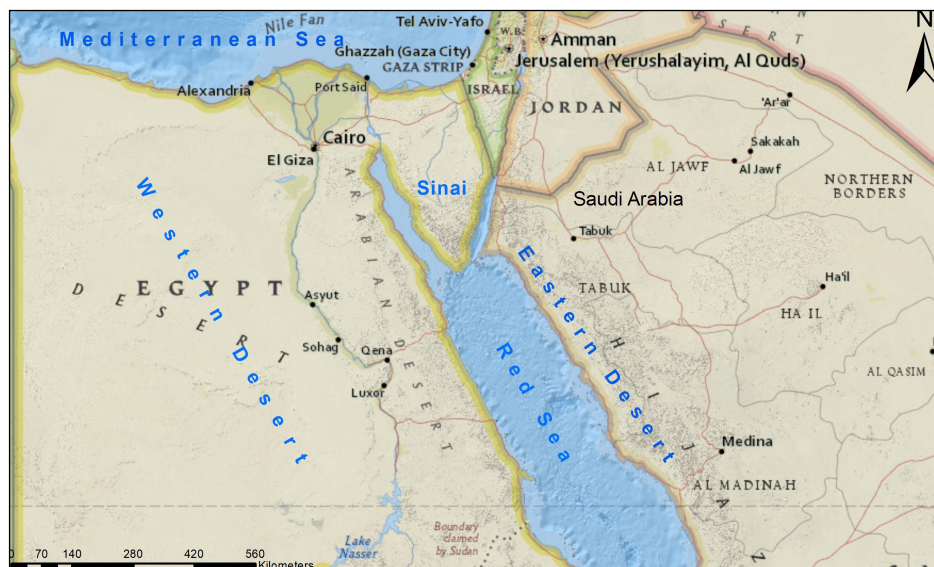 N
Nile Fan
Tel Aviv-Yafo
Mediterranean Sea
W.B.
Amman
Ghazzah (Gaza City)
Jerusalem (Yerushalayim, Al Quds)
GAZA STRIP
Alexandria
Port Said
ISRAEL
JORDAN
'Ar'ar
Cairo
Sakakah
El Giza
AL JAWF
Al Jawf
Sinai
Saudi Arabia
NORTHERN
BORDERS
Western Desert
ARABIAN DESERT
Tabuk
Eastern Desert
EGYPT
DESERT
TABUK
Ha'il
HA IL
Asyut
HIJAZ
Sohag
Qena
Red Sea
AL QASIM
Luxor
Medina
AL MADINAH
Boundary
claimed
by Sudan
Lake
Nasser
0 70 140 280 420 560
Kilometers